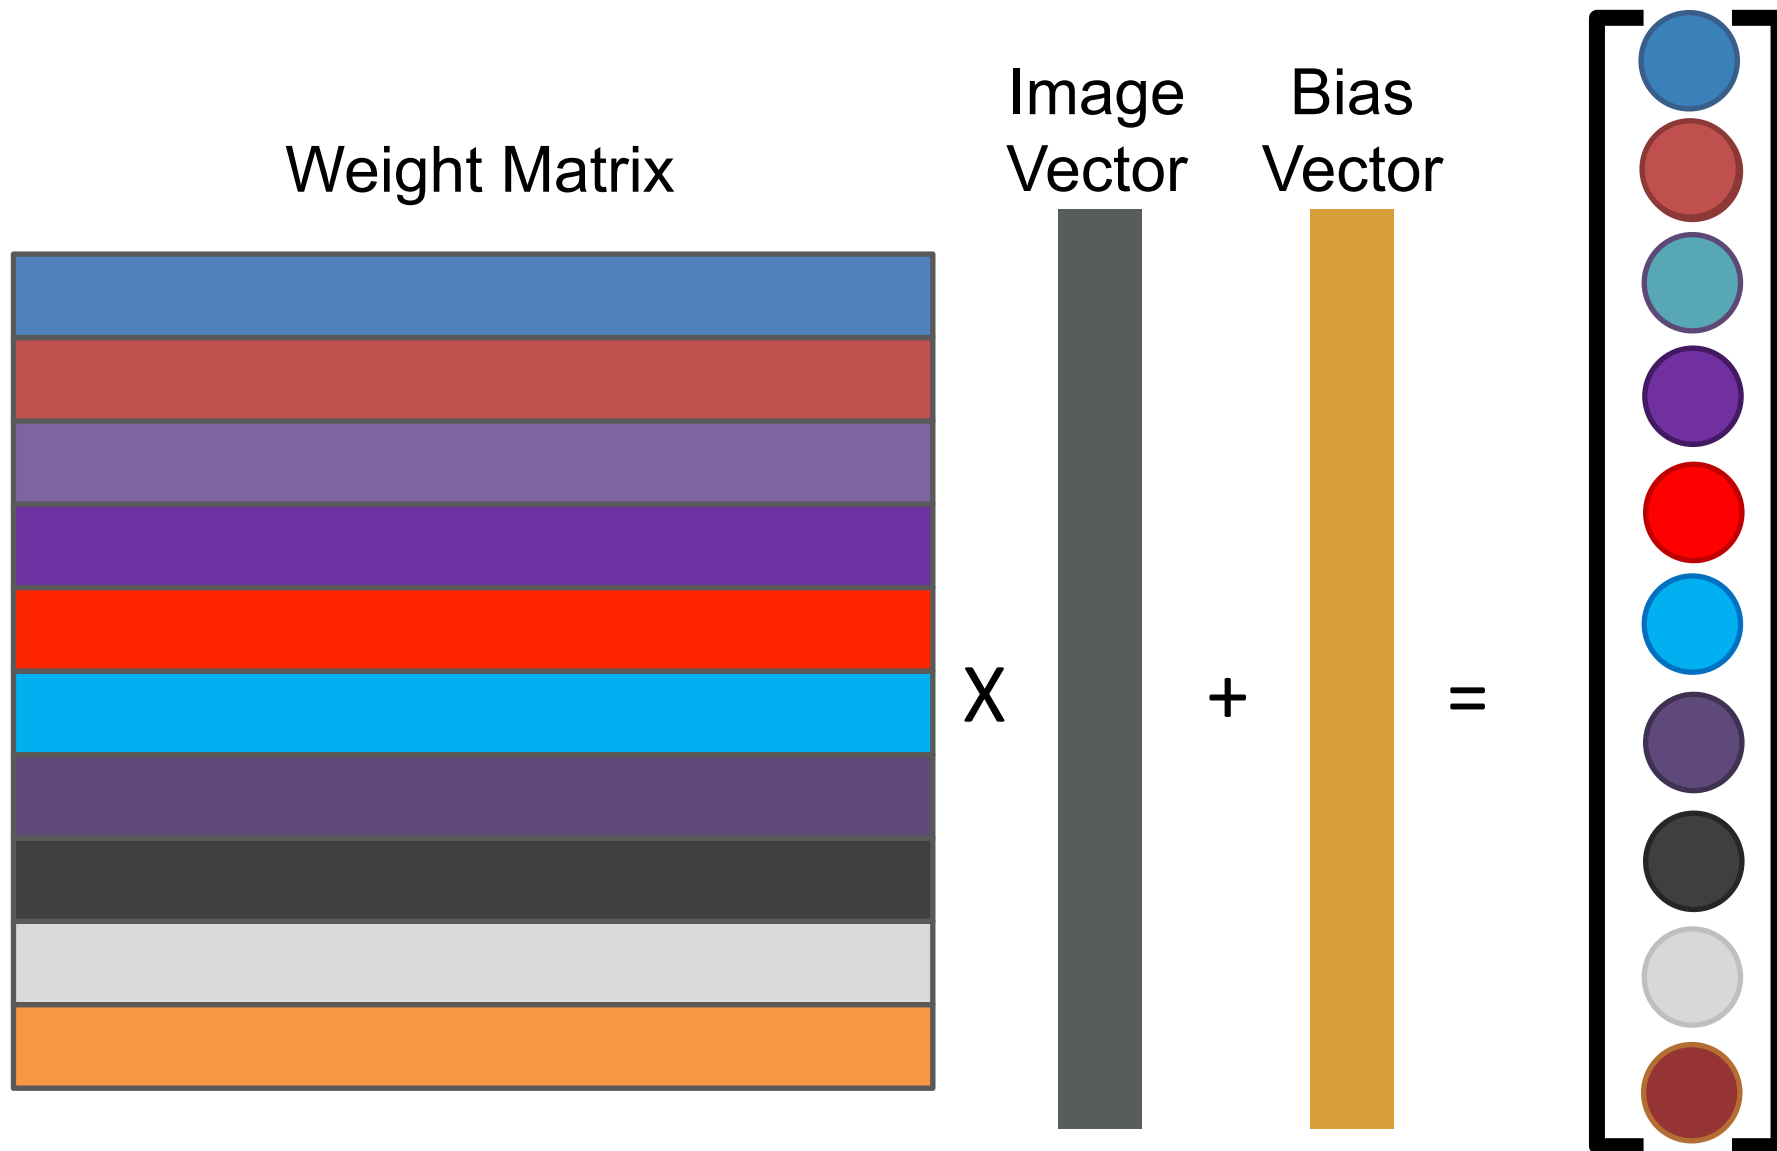 Weight Matrix
Image
Vector
Bias
Vector
X
+
=